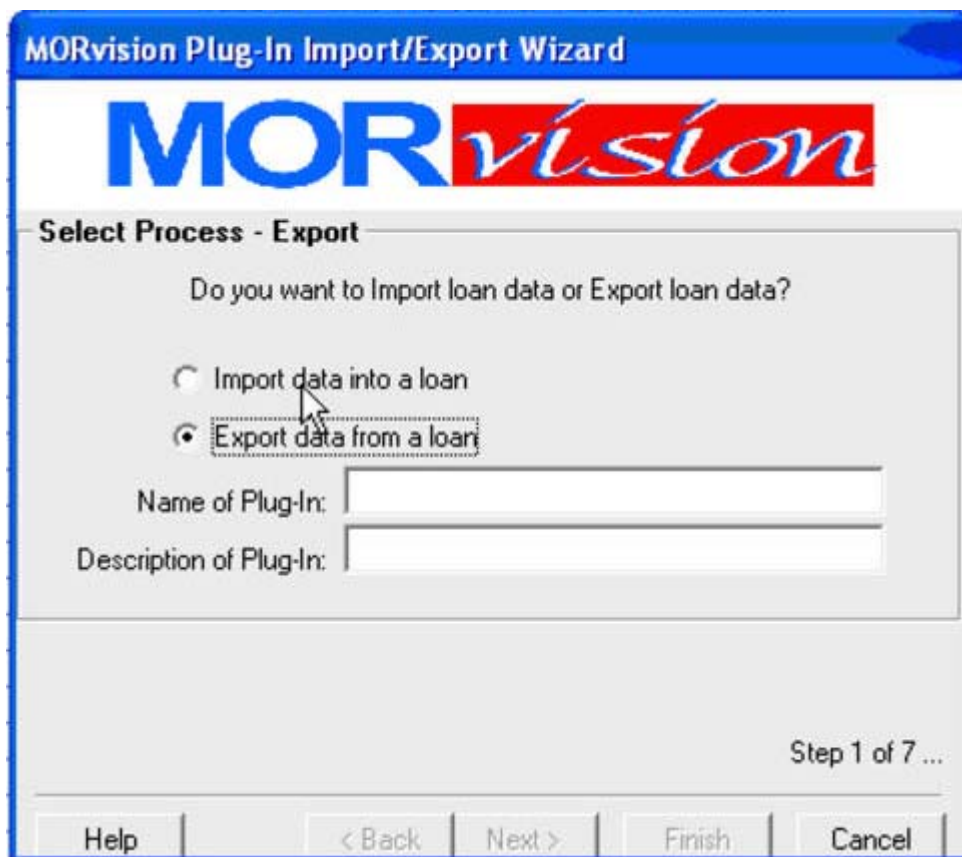 MORvision Plug-In Import/Export Wizard
MORvision
Select Process - Export
Do you want to Import loan data or Export loan data?
Import data into a loan
Export data from a loan
Name of Plug-In:
Description of Plug-In:
Step 1 of 7 ...
Help < Back Next > Finish Cancel